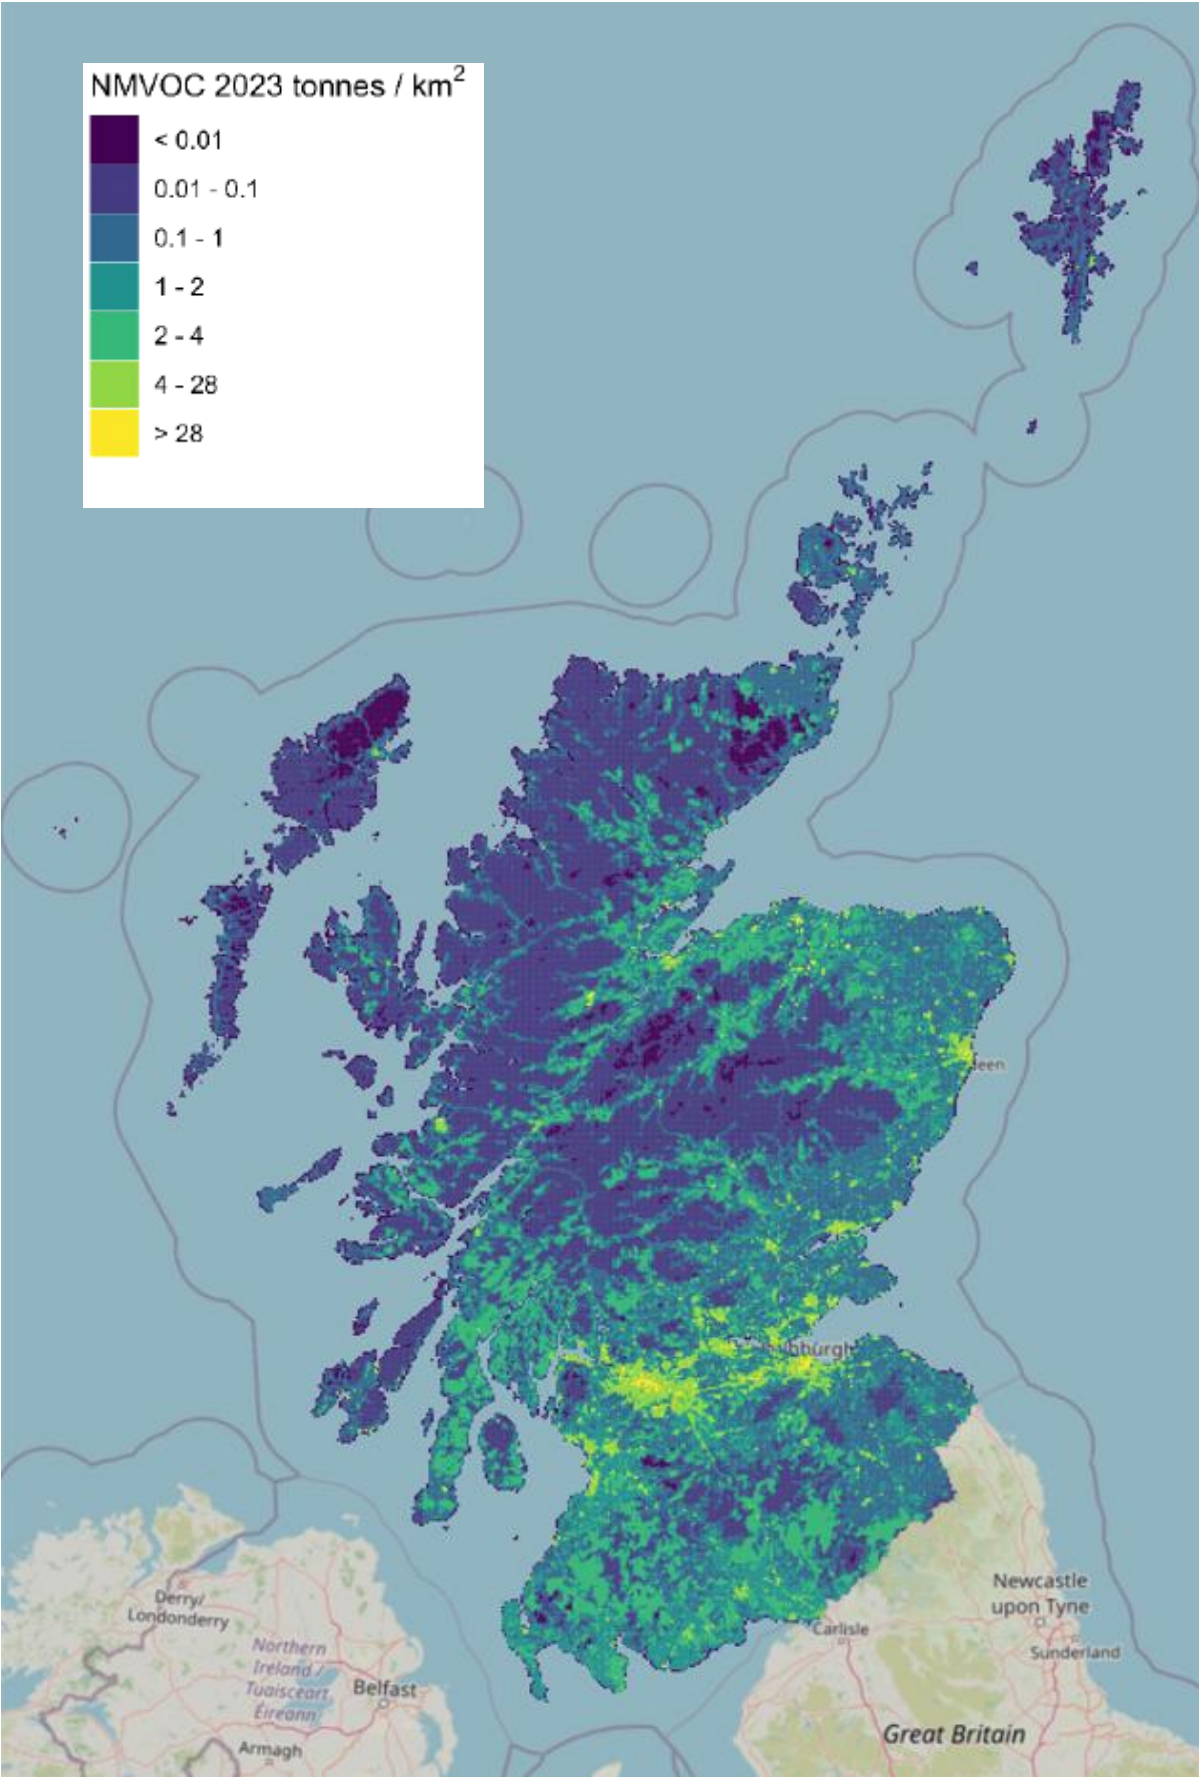 NMVOC 2023 tonnes / km²
< 0.01
0.01 - 0.1
0.1 - 1
1 - 2
2 - 4
4 - 28
> 28
Derry/
Londonderry
Northern
Ireland /
Tuaisceart
Éireann
Belfast
Armagh
Newcastle
upon Tyne
Sunderland
Carlisle
Great Britain